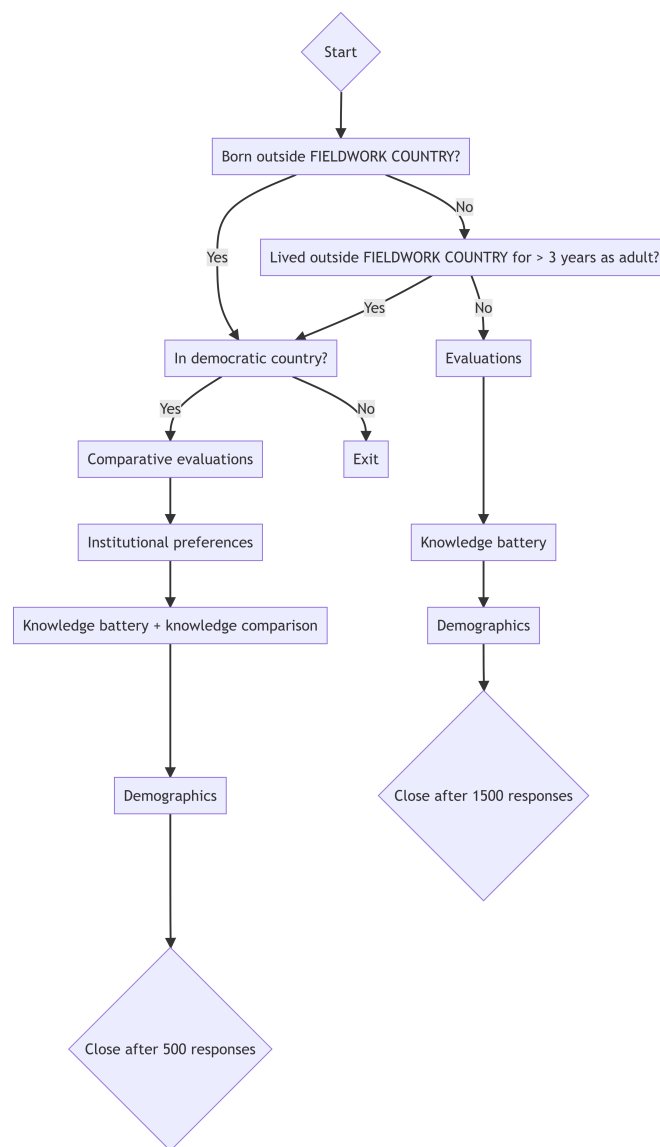 Start
Born outside FIELDWORK COUNTRY?
No
Lived outside FIELDWORK COUNTRY for > 3 years as adult?
Yes
Yes
No
In democratic country?
Evaluations
Yes
No
Comparative evaluations
Exit
Institutional preferences
Knowledge battery
Knowledge battery + knowledge comparison
Demographics
Demographics
Close after 1500 responses
Close after 500 responses